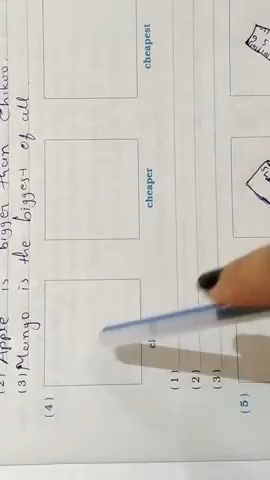 (2) Apple is bigger than Chikoo.
(3) Mango is the biggest of all
(4)
cheaper cheapest
(1)
(2)
(3)
(5)